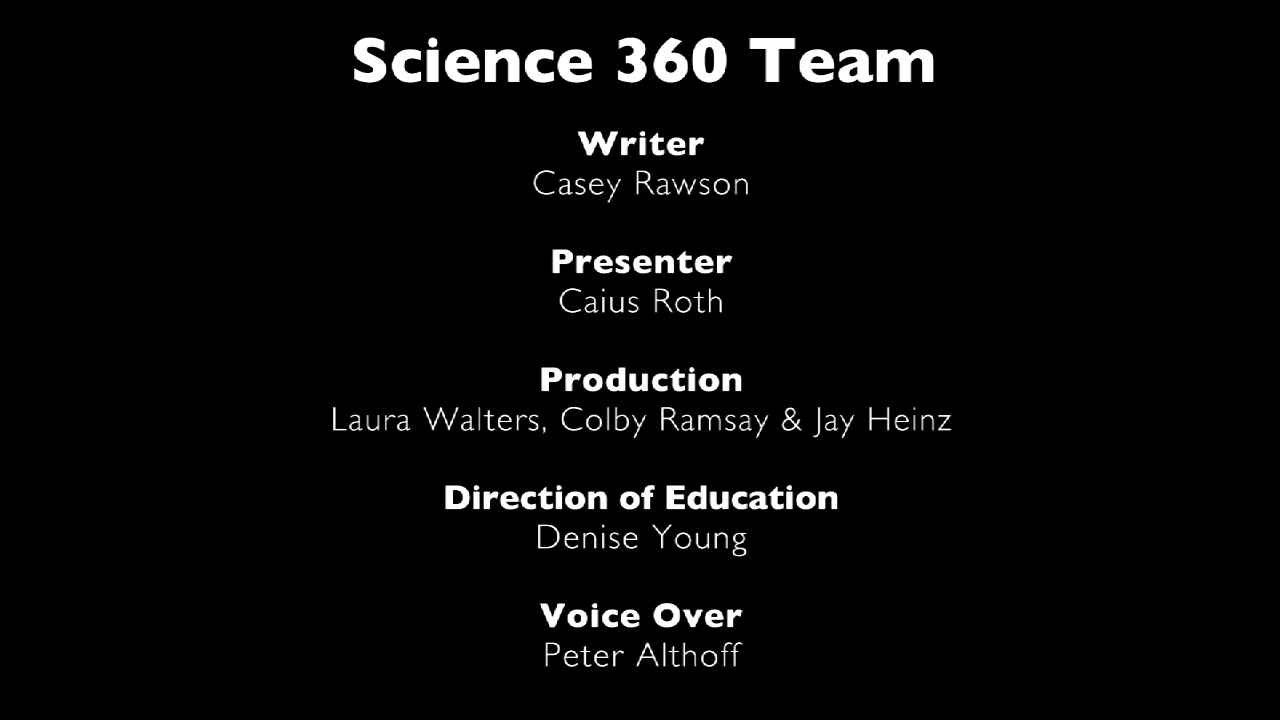 Science 360 Team
Writer
Casey Rawson
Presenter
Caius Roth
Production
Laura Walters, Colby Ramsay & Jay Heinz
Direction of Education
Denise Young
Voice Over
Peter Althoff